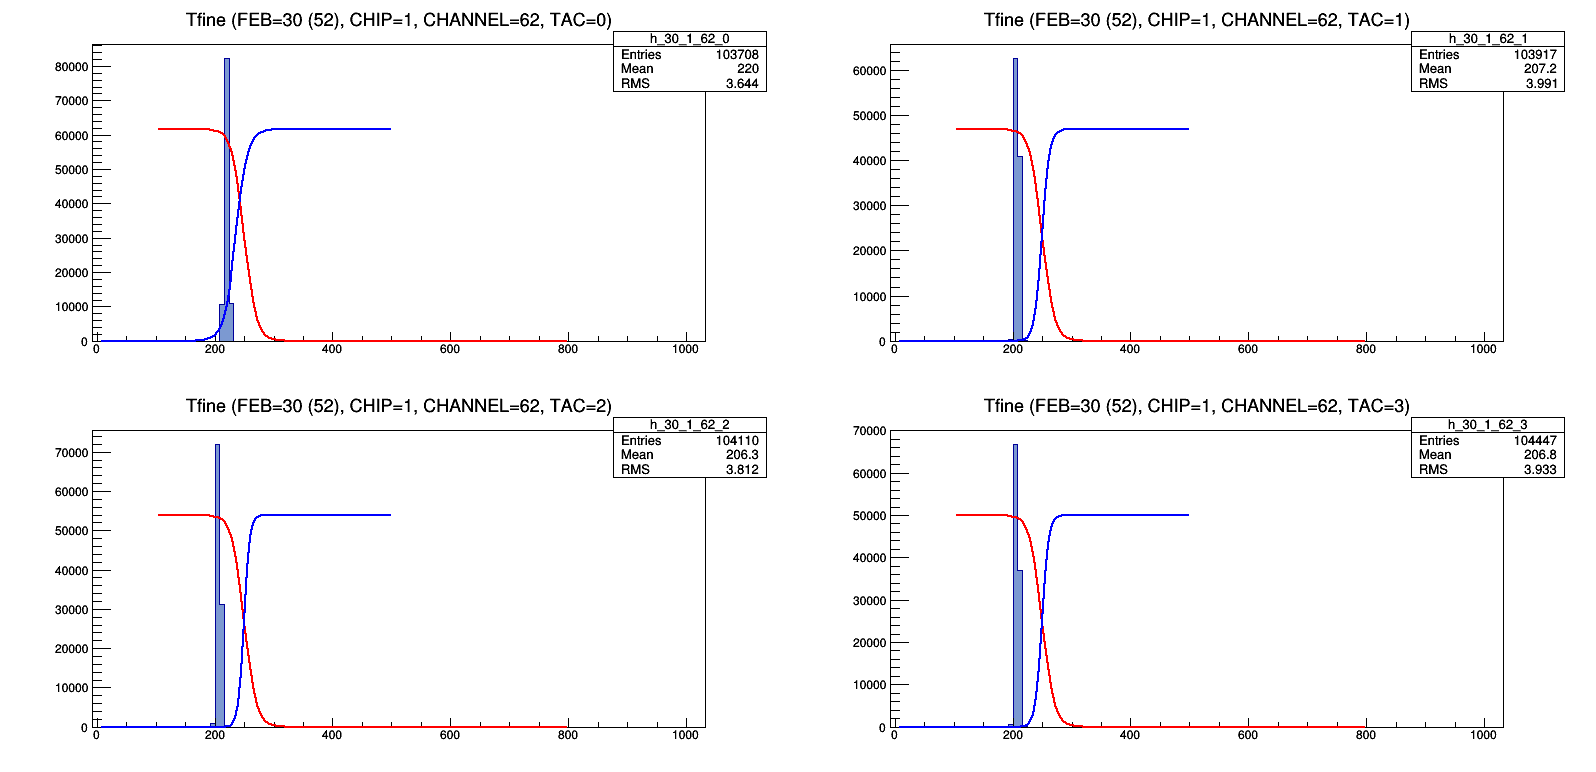 Tfine (FEB=30 (52), CHIP=1, CHANNEL=62, TAC=0)
h_30_1_62_0
Entries 103708
Mean 220
RMS 3.644
80000
70000
60000
50000
40000
30000
20000
10000
0
0 200 400 600 800 1000
Tfine (FEB=30 (52), CHIP=1, CHANNEL=62, TAC=1)
h_30_1_62_1
Entries 103917
Mean 207.2
RMS 3.991
60000
50000
40000
30000
20000
10000
0
0 200 400 600 800 1000
Tfine (FEB=30 (52), CHIP=1, CHANNEL=62, TAC=2)
h_30_1_62_2
Entries 104110
Mean 206.3
RMS 3.812
70000
60000
50000
40000
30000
20000
10000
0
0 200 400 600 800 1000
Tfine (FEB=30 (52), CHIP=1, CHANNEL=62, TAC=3)
h_30_1_62_3
Entries 104447
Mean 206.8
RMS 3.933
70000
60000
50000
40000
30000
20000
10000
0
0 200 400 600 800 1000